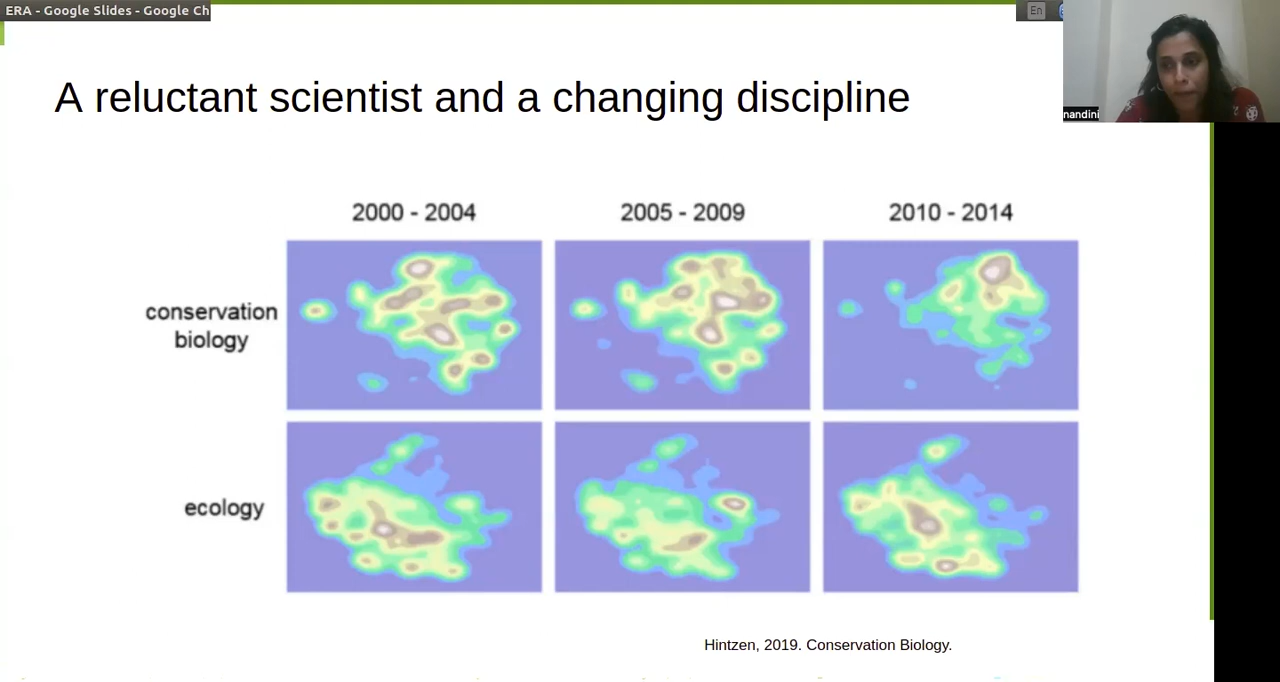 ERA - Google Slides - Google Ch
En
nandini
A reluctant scientist and a changing discipline
2000 - 2004
2005 - 2009
2010 - 2014
conservation
biology
ecology
Hintzen, 2019. Conservation Biology.